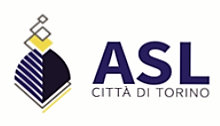 ASL
CITTÀ DI TORINO